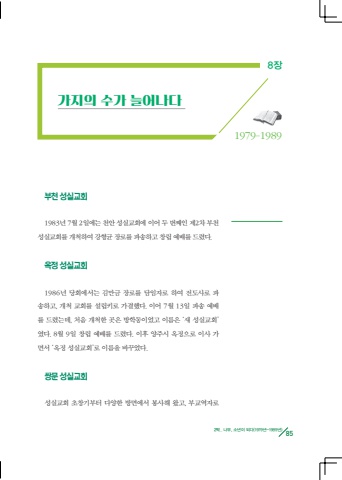 8장
가지의 수가 늘어나다
1979-1989
부천 성실교회
1983년 7월 2일에는 천안 성실교회에 이어 두 번째인 제2차 부천
성실교회를 개척하여 강형균 장로를 파송하고 창립 예배를 드렸다.
옥정 성실교회
1986년 당회에서는 김만규 장로를 담임자로 하여 전도사로 파
송하고, 개척 교회를 설립키로 가결했다. 이어 7월 13일 파송 예배
를 드렸는데, 처음 개척한 곳은 방학동이었고 이름은 ‘새 성실교회’
였다. 8월 9일 창립 예배를 드렸다. 이후 양주시 옥정으로 이사 가
면서 ‘옥정 성실교회’로 이름을 바꾸었다.
쌍문 성실교회
성실교회 초창기부터 다양한 방면에서 봉사해 왔고, 부교역자로
85